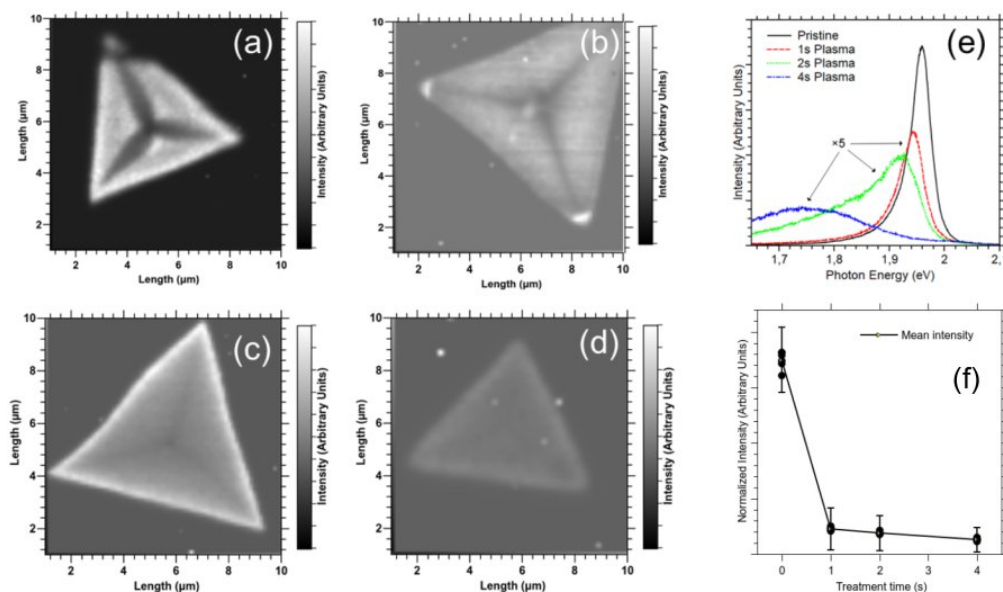 (a)
Length (µm)
10
8
6
4
2
2 4 6 8 10
Length (µm)
Intensity (Arbitrary Units)
(b)
Length (µm)
10
8
6
4
2
2 4 6 8 10
Length (µm)
Intensity (Arbitrary Units)
(e)
Pristine
1s Plasma
2s Plasma
4s Plasma
×5
Intensity (Arbitrary Units)
1,7 1,8 1,9 2,0 2,
Photon Energy (eV)
(c)
Length (µm)
10
8
6
4
2
2 4 6 8 10
Length (µm)
Intensity (Arbitrary Units)
(d)
Length (µm)
10
8
6
4
2
2 4 6 8 10
Length (µm)
Intensity (Arbitrary Units)
Mean intensity
(f)
Normalized Intensity (Arbitrary Units)
0 1 2 3 4
Treatment time (s)